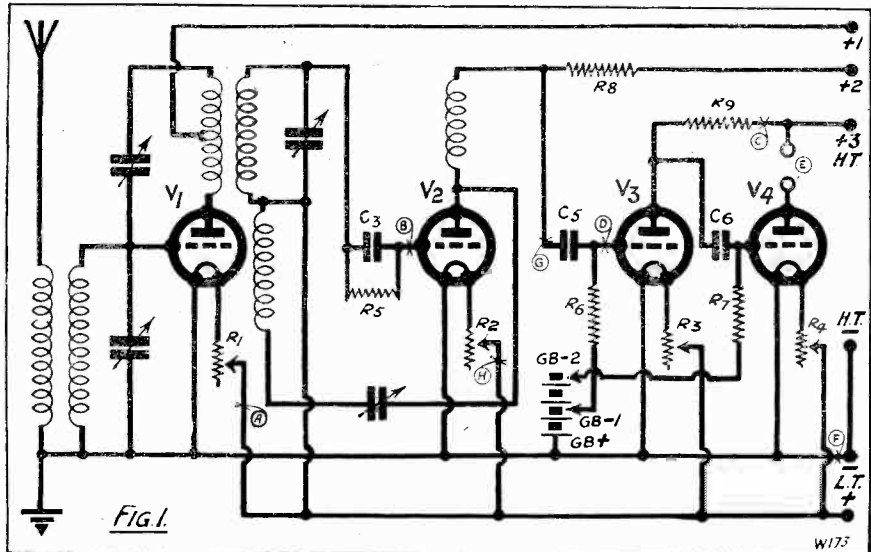 +1
+2
R8
R9
C
+3
H.T.
E
V1
V2
V3
V4
C3
B
C5
D
C6
G
R5
R6
R7
R1
R2
R3
R4
H.T.
−
GB-2
H
A
GB-1
GB+
F
−
L.T.
+
FIG.1.
W173